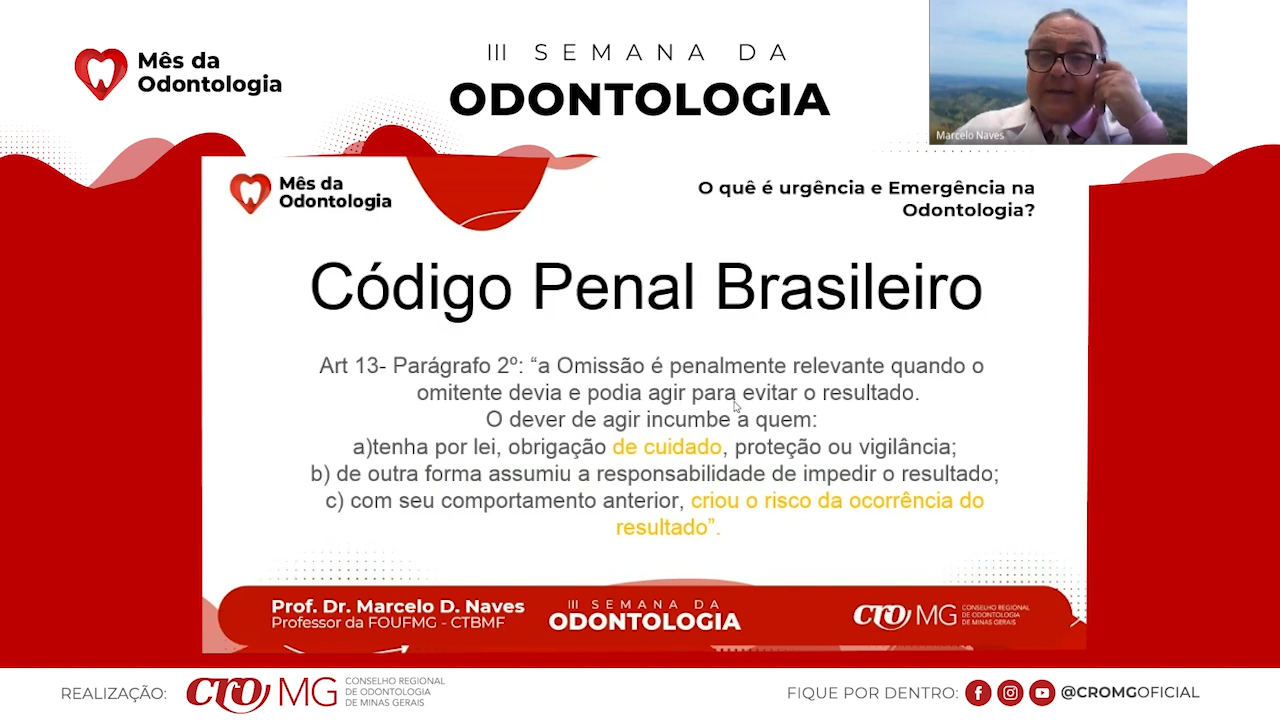 Mês da
Odontologia
III SEMANA DA
ODONTOLOGIA
Marcelo Naves
Mês da
Odontologia
O quê é urgência e Emergência na
Odontologia?
Código Penal Brasileiro
Art 13- Parágrafo 2º: “a Omissão é penalmente relevante quando o
omitente devia e podia agir para evitar o resultado.
O dever de agir incumbe a quem:
a)tenha por lei, obrigação de cuidado, proteção ou vigilância;
b) de outra forma assumiu a responsabilidade de impedir o resultado;
c) com seu comportamento anterior, criou o risco da ocorrência do
resultado”.
Prof. Dr. Marcelo D. Naves
Professor da FOUFMG - CTBMF
III SEMANA DA
ODONTOLOGIA
CRO MG
CONSELHO REGIONAL
DE ODONTOLOGIA
DE MINAS GERAIS
REALIZAÇÃO:
CRO MG
CONSELHO REGIONAL
DE ODONTOLOGIA
DE MINAS GERAIS
FIQUE POR DENTRO:
@CROMGOFICIAL